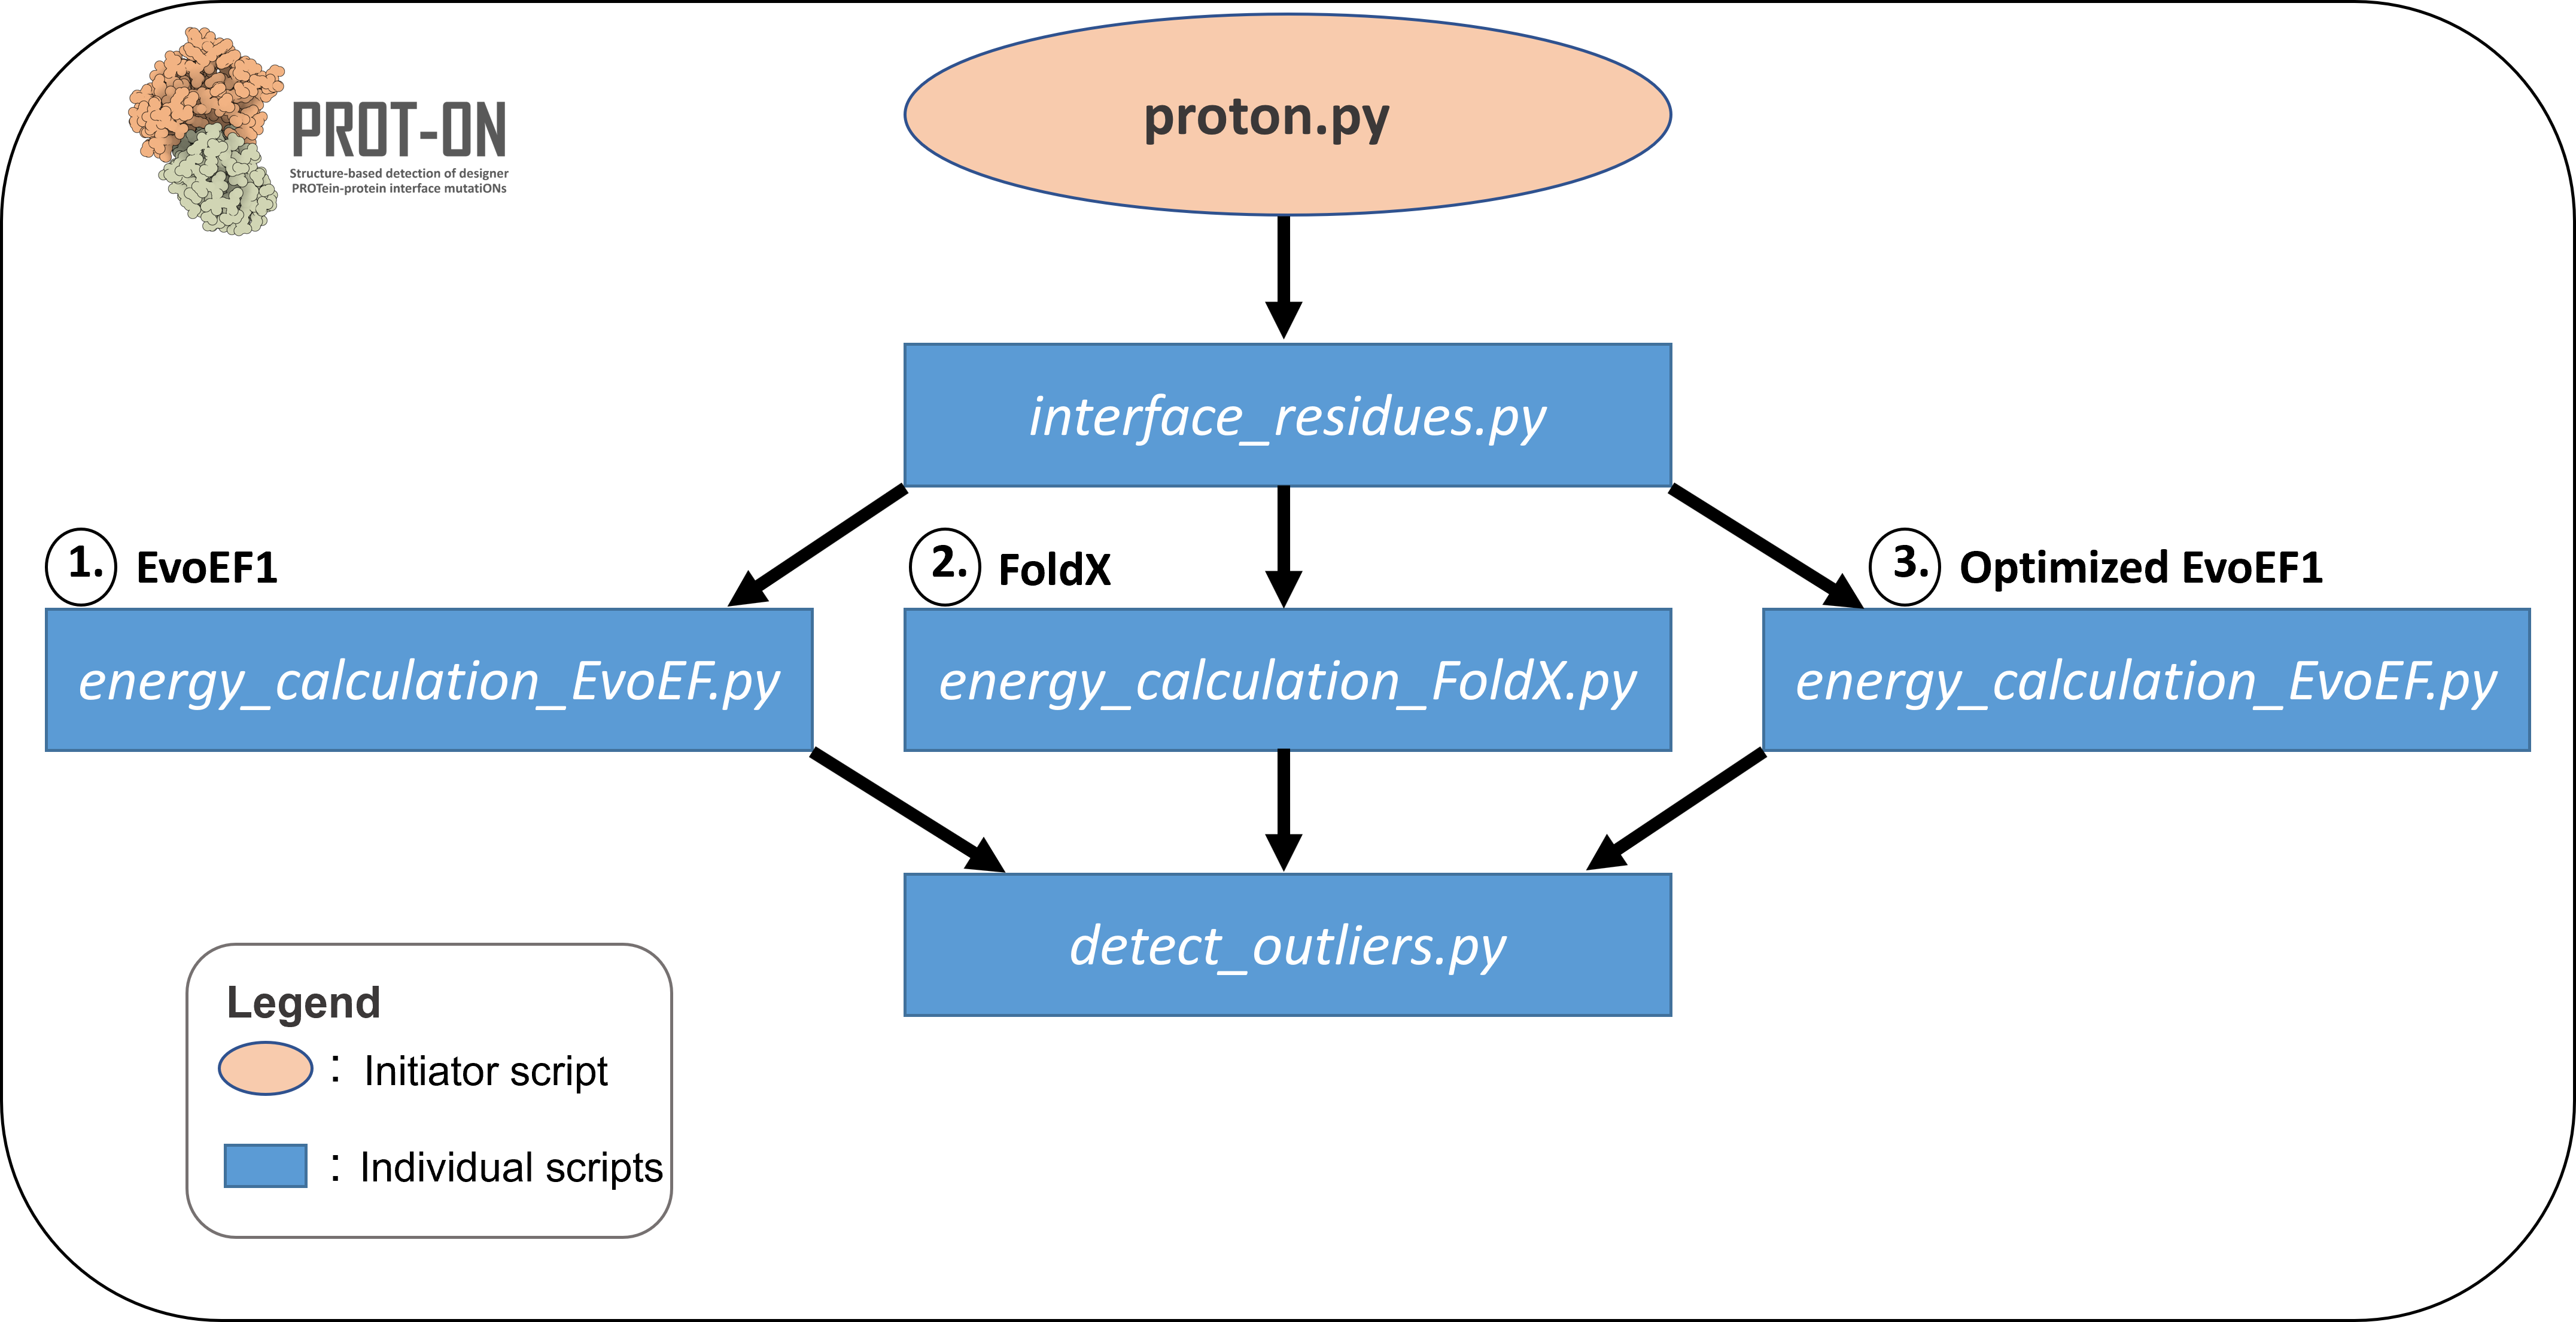 PROT-ON
Structure-based detection of designer
PROTein-protein interface mutatiONs
proton.py
interface_residues.py
1. EvoEF1
2. FoldX
3. Optimized EvoEF1
energy_calculation_EvoEF.py
energy_calculation_FoldX.py
energy_calculation_EvoEF.py
detect_outliers.py
Legend
: Initiator script
: Individual scripts